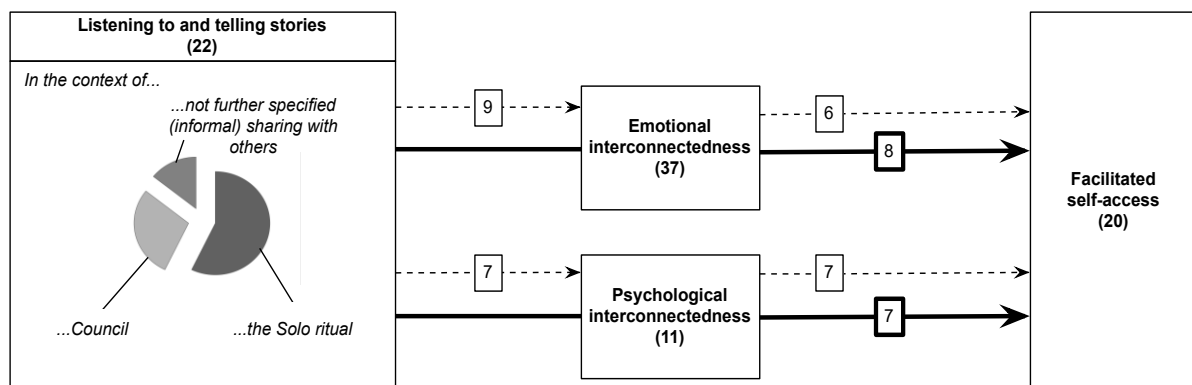 Listening to and telling stories
(22)
In the context of...
...not further specified
(informal) sharing with
others
...Council
...the Solo ritual
9
Emotional
interconnectedness
(37)
6
8
7
Psychological
interconnectedness
(11)
7
7
Facilitated
self-access
(20)